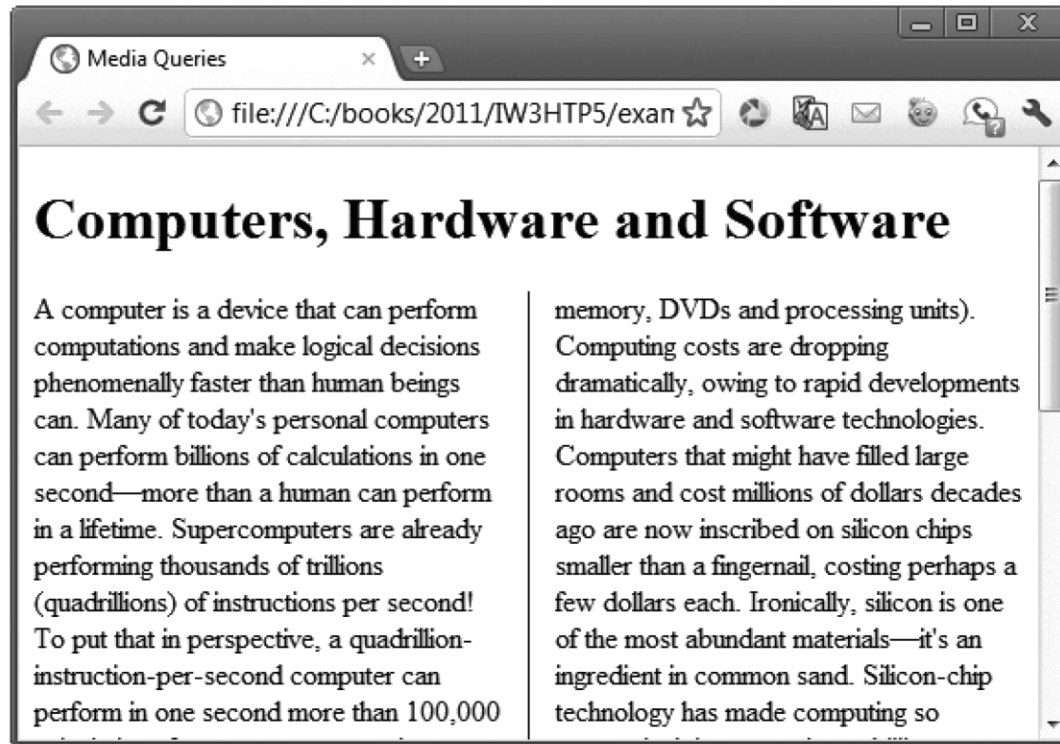 Media Queries
file:///C:/books/2011/IW3HTP5/exam
Computers, Hardware and Software
A computer is a device that can perform
computations and make logical decisions
phenomenally faster than human beings
can. Many of today's personal computers
can perform billions of calculations in one
second—more than a human can perform
in a lifetime. Supercomputers are already
performing thousands of trillions
(quadrillions) of instructions per second!
To put that in perspective, a quadrillion-
instruction-per-second computer can
perform in one second more than 100,000
memory, DVDs and processing units).
Computing costs are dropping
dramatically, owing to rapid developments
in hardware and software technologies.
Computers that might have filled large
rooms and cost millions of dollars decades
ago are now inscribed on silicon chips
smaller than a fingernail, costing perhaps a
few dollars each. Ironically, silicon is one
of the most abundant materials—it's an
ingredient in common sand. Silicon-chip
technology has made computing so